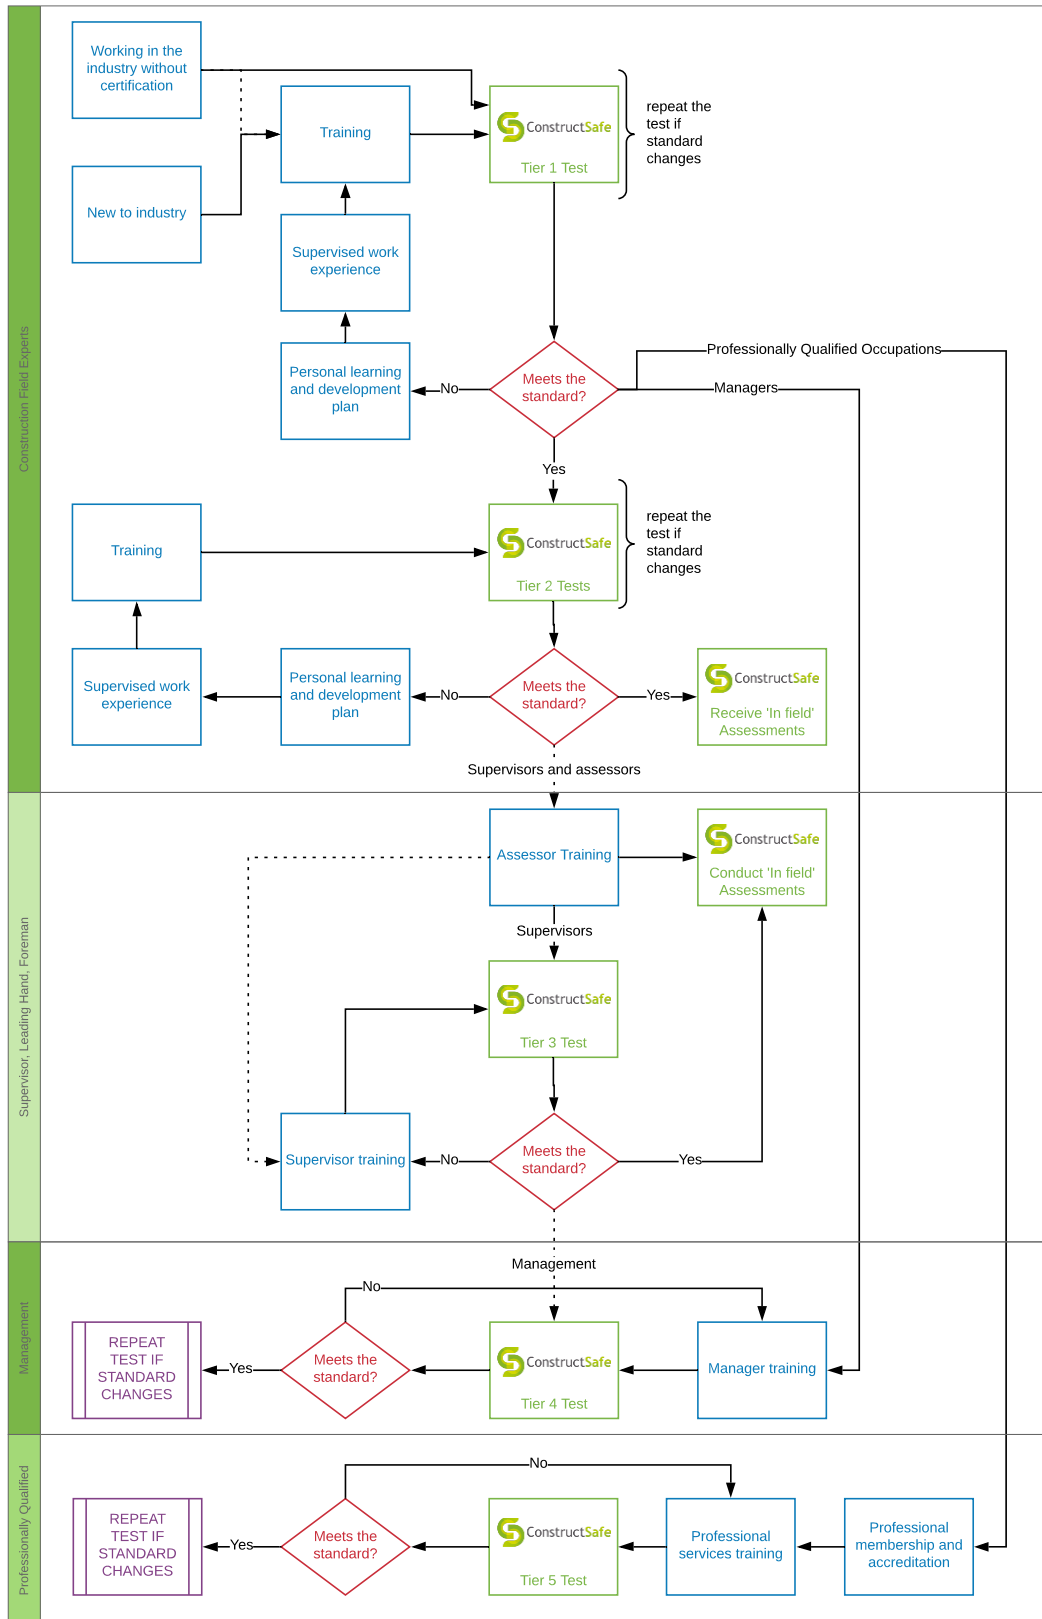 Construction Field Experts
Working in the
industry without
certification
Training
ConstructSafe
Tier 1 Test
repeat the
test if
standard
changes
New to industry
Supervised work
experience
Personal learning
and development
plan
No
Meets the
standard?
Professionally Qualified Occupations
Managers
Yes
Training
ConstructSafe
Tier 2 Tests
repeat the
test if
standard
changes
Supervised work
experience
Personal learning
and development
plan
No
Meets the
standard?
Yes
ConstructSafe
Receive 'In field'
Assessments
Supervisors and assessors
Supervisor, Leading Hand, Foreman
Assessor Training
ConstructSafe
Conduct 'In field'
Assessments
Supervisors
ConstructSafe
Tier 3 Test
Supervisor training
No
Meets the
standard?
Yes
Management
Management
No
REPEAT
TEST IF
STANDARD
CHANGES
Yes
Meets the
standard?
ConstructSafe
Tier 4 Test
Manager training
Professionally Qualified
No
REPEAT
TEST IF
STANDARD
CHANGES
Yes
Meets the
standard?
ConstructSafe
Tier 5 Test
Professional
services training
Professional
membership and
accreditation